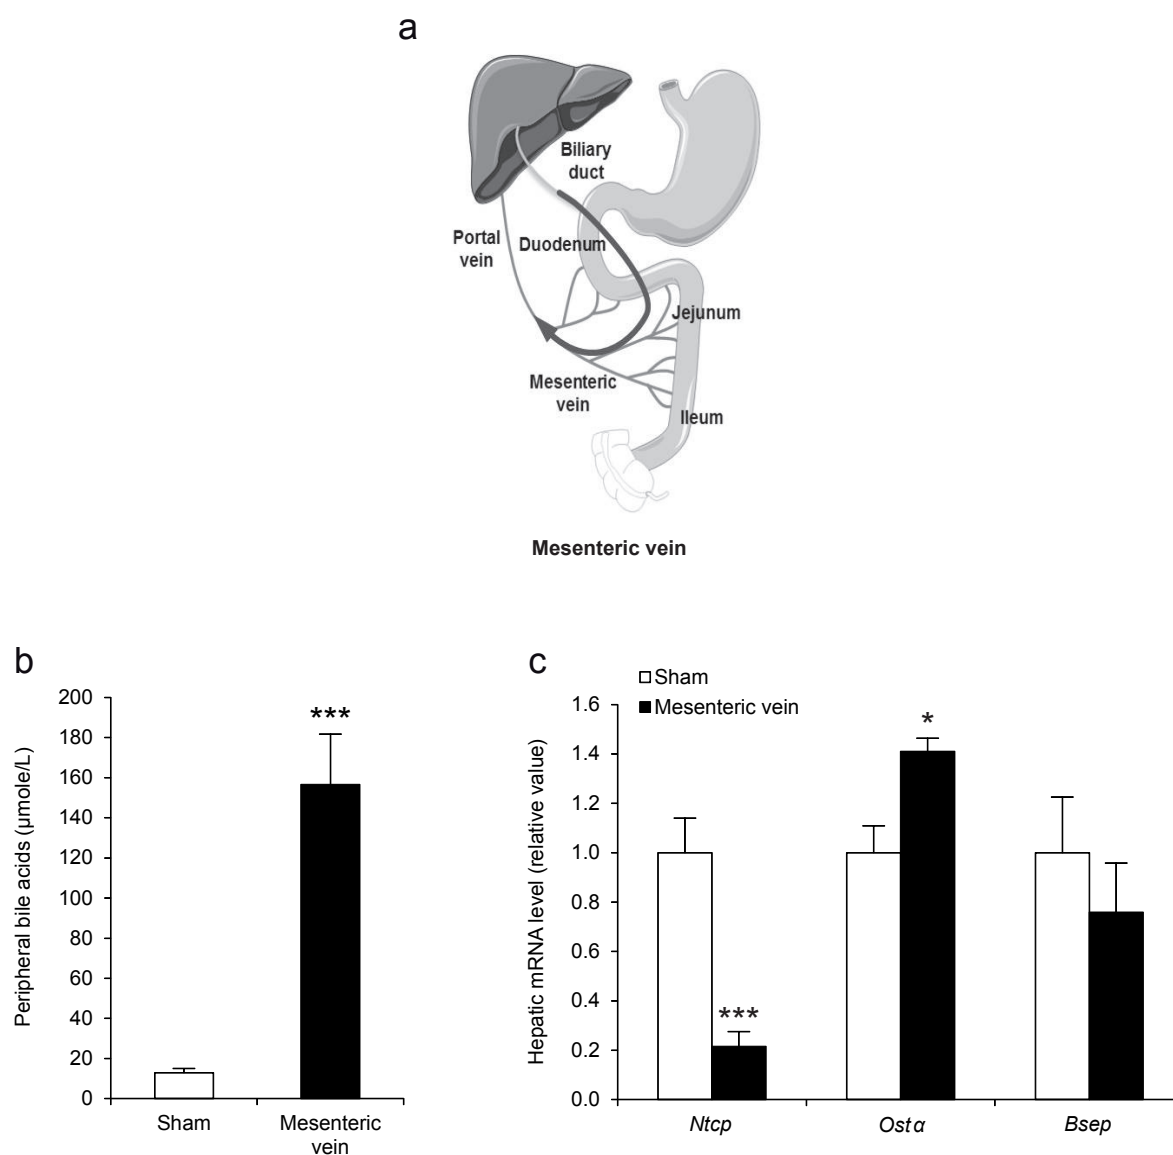 a
Biliary
duct
Portal
vein
Duodenum
Jejunum
Mesenteric
vein
Ileum
Mesenteric vein
b
Peripheral bile acids (µmole/L)
200
180
160
140
120
100
80
60
40
20
0
***
Sham
Mesenteric
vein
c
Sham
Mesenteric vein
Hepatic mRNA level (relative value)
1.6
1.4
1.2
1.0
0.8
0.6
0.4
0.2
0.0
***
*
Ntcp
Ostα
Bsep